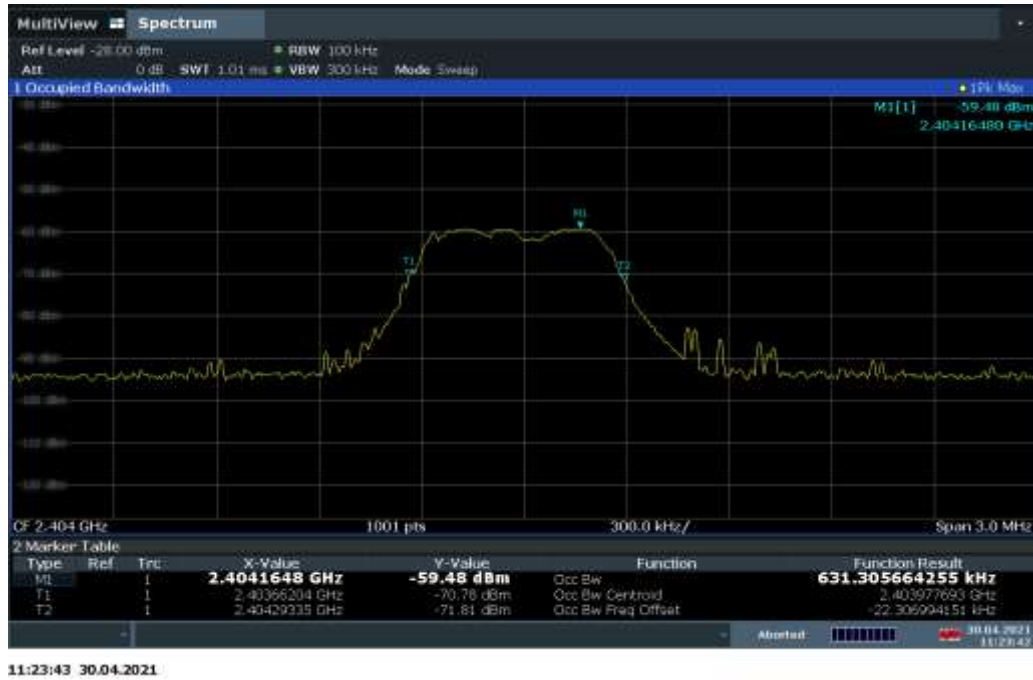 MultiView Spectrum
Ref Level -28.00 dBm RBW 100 kHz
Att 0 dB SWT 1.01 ms VBW 300 kHz Mode Sweep
1 Occupied Bandwidth 1Pk Max
M1[1] -59.48 dBm
2.40416480 GHz
M1
T1
T2
CF 2.404 GHz 1001 pts 300.0 kHz/ Span 3.0 MHz
2 Marker Table
Type Ref Trc X-Value Y-Value Function Function Result
M1 1 2.4041648 GHz -59.48 dBm Occ Bw 631.305664255 kHz
T1 1 2.40366204 GHz -70.78 dBm Occ Bw Centroid 2.403977693 GHz
T2 1 2.40429335 GHz -71.81 dBm Occ Bw Freq Offset -22.306994151 kHz
Aborted 30.04.2021
11:23:42
11:23:43 30.04.2021